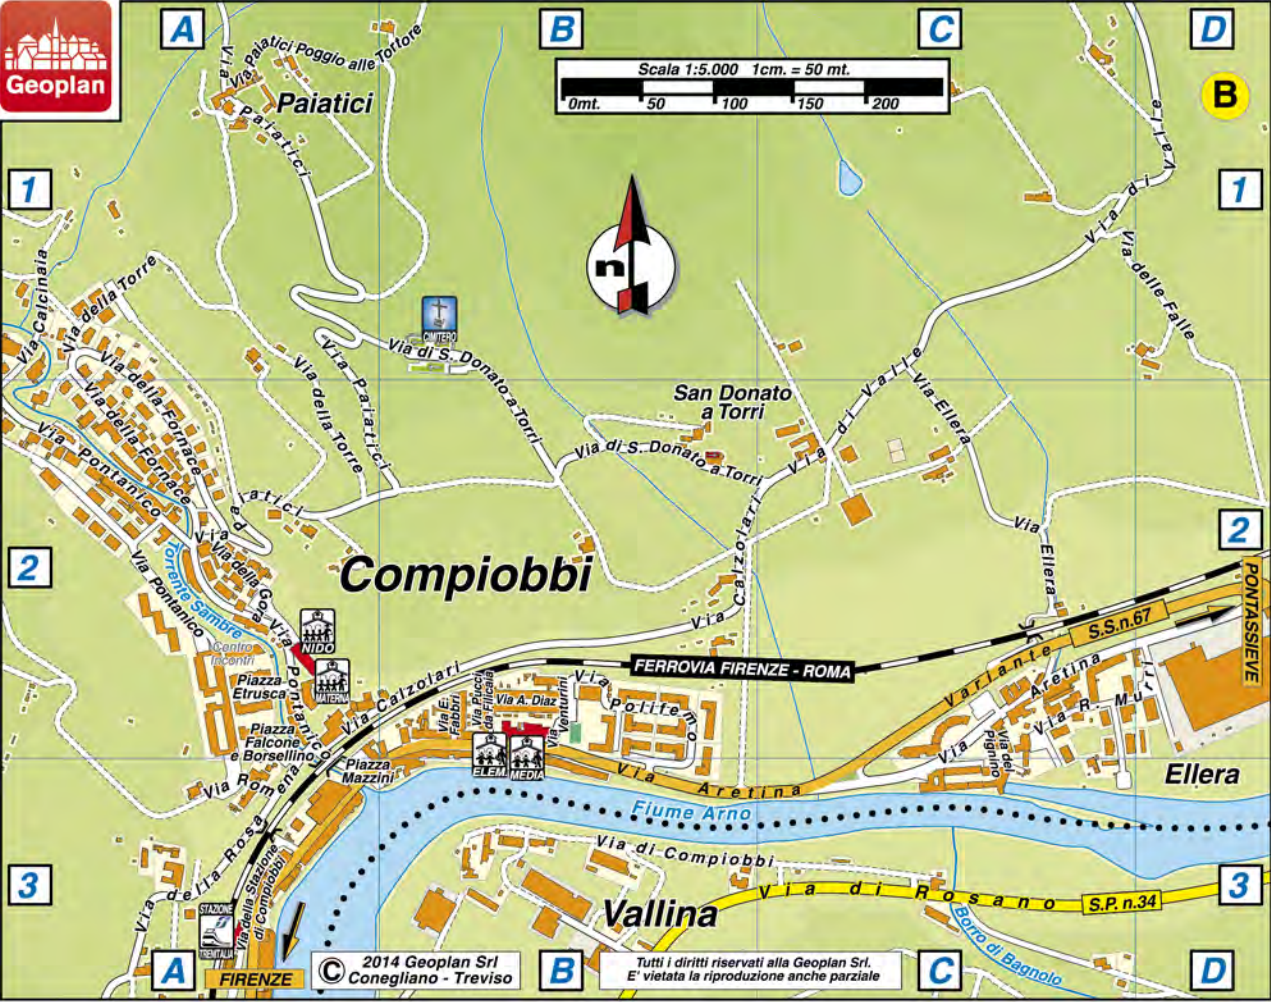 Geoplan
A
B
C
D
B
Scala 1:5.000 1cm. = 50 mt.
0mt. 50 100 150 200
Via Paiatici
Via Paiatici Poggio alle Tortore
Paiatici
1
1
n
Via di Valle
Via delle Falle
Via Calcinaia
Via della Torre
CIMITERO
Via di S. Donato a Torri
Via Paiatici
Via della Torre
Via della Fornace
Via della Fornace
Via Pontanico
San Donato
a Torri
Via di S. Donato a Torri
Via Ellera
Via Ellera
Via Calzolari
Via Paiatici
Via della Gora
Torrente Sambre
Via Pontanico
2
2
Compiobbi
NIDO
MATERNA
Centro
Incontri
Via Pontanico
Piazza
Etrusca
Piazza
Falcone
e Borsellino
Via Calzolari
FERROVIA FIRENZE - ROMA
S.S.n.67
PONTASSIEVE
Variante Aretina
Via E.
Fabbri
Via Pucci
da Filicaia
Via A. Diaz
Via Venturini
Via Polifemo
ELEM.
MEDIA
Via R. Murri
Via del
Pignino
Piazza
Mazzini
Via Romena
Via Aretina
Via
Ellera
Fiume Arno
Via della Rosa
Via della Stazione
di Compiobbi
STAZIONE
TRENITALIA
3
3
Via di Compiobbi
Vallina
Via di Rosano
S.P. n.34
Borro di Bagnolo
A
FIRENZE
© 2014 Geoplan Srl
Conegliano - Treviso
B
Tutti i diritti riservati alla Geoplan Srl.
E' vietata la riproduzione anche parziale
C
D